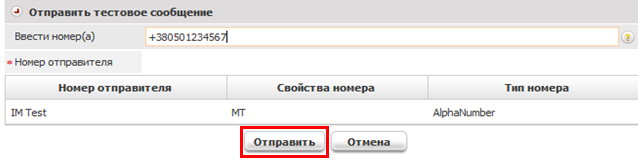 Отправить тестовое сообщение
Ввести номер(а) +380501234567 ?
* Номер отправителя
Номер отправителя Свойства номера Тип номера
IM Test MT AlphaNumber
Отправить Отмена